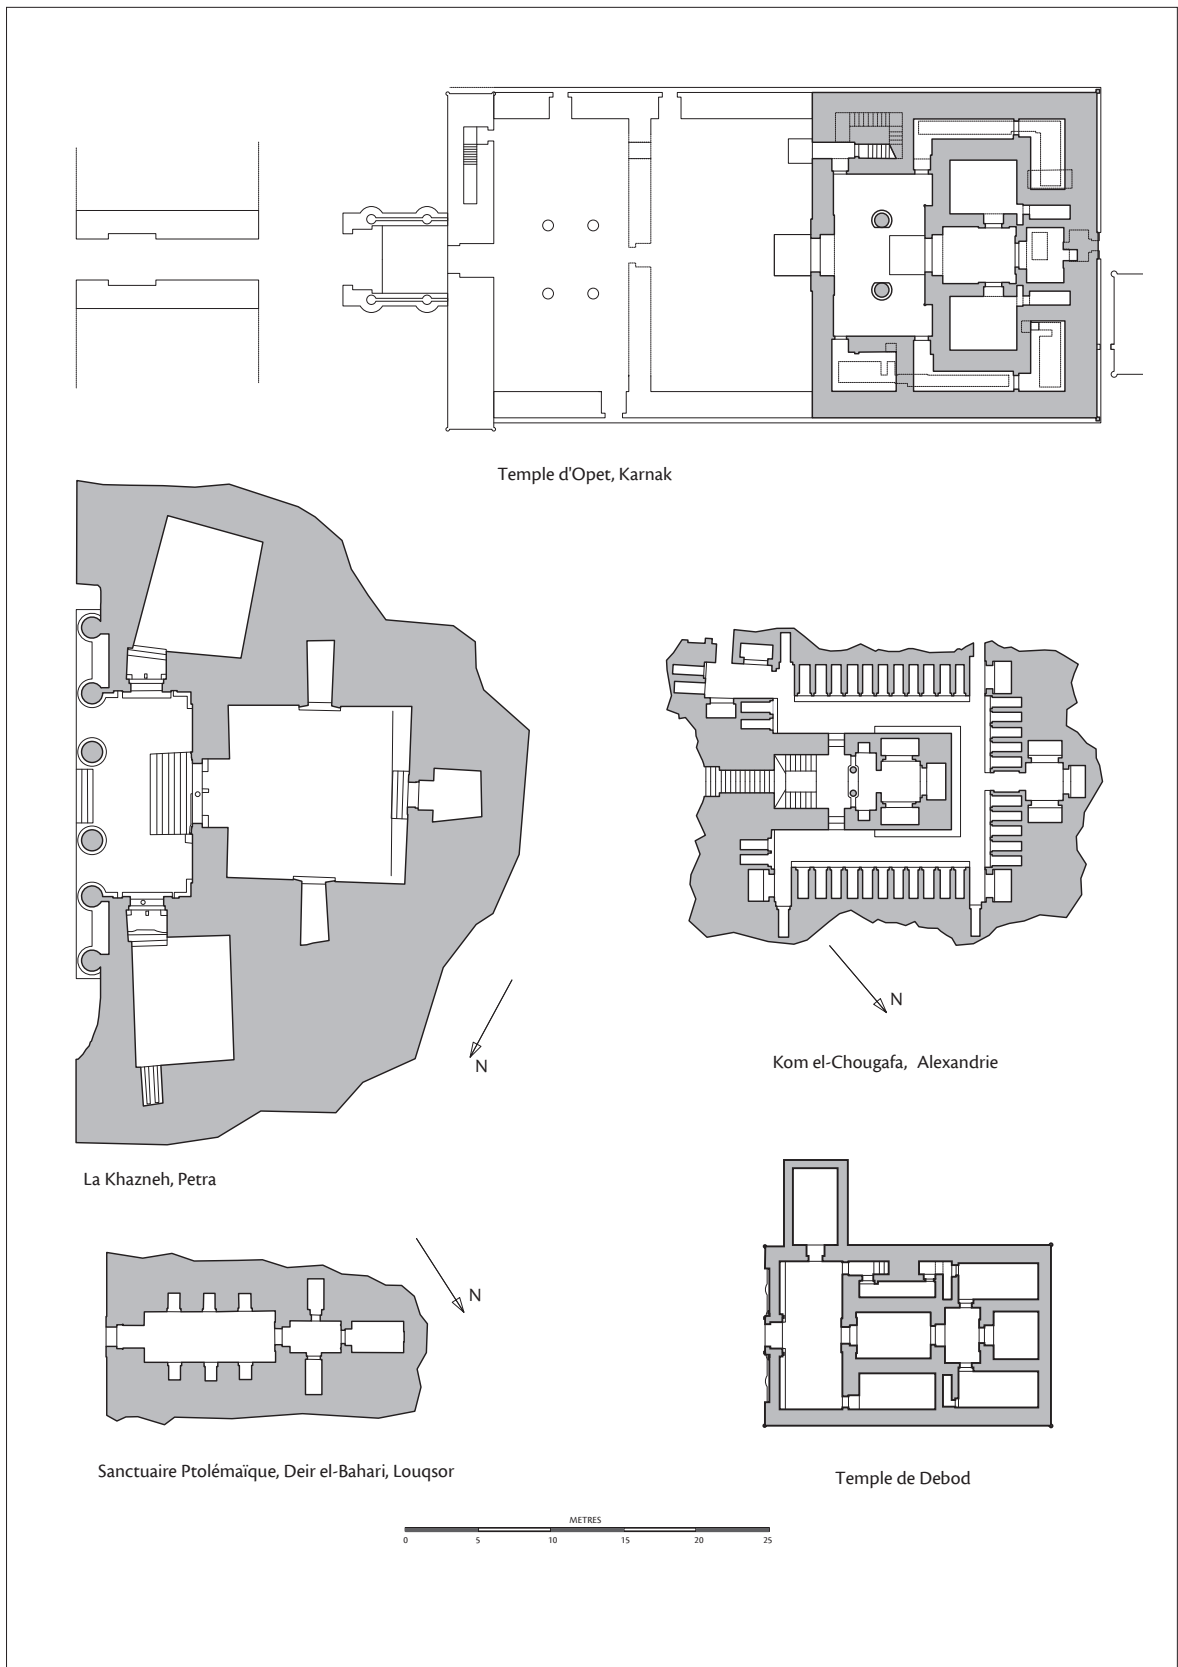 Temple d'Opet, Karnak
N
N
Kom el-Chougafa, Alexandrie
La Khazneh, Petra
N
Sanctuaire Ptolémaïque, Deir el-Bahari, Louqsor
Temple de Debod
METRES
0 5 10 15 20 25